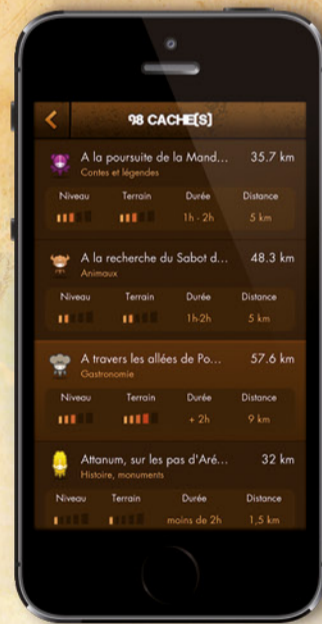 98 CACHE(S)
A la poursuite de la Mand... 35.7 km
Contes et légendes
Niveau Terrain Durée Distance
1h - 2h 5 km
A la recherche du Sabot d... 48.3 km
Animaux
Niveau Terrain Durée Distance
1h-2h 5 km
A travers les allées de Po... 57.6 km
Gastronomie
Niveau Terrain Durée Distance
+ 2h 9 km
Attanum, sur les pas d'Aré... 32 km
Histoire, monuments
Niveau Terrain Durée Distance
moins de 2h 1,5 km